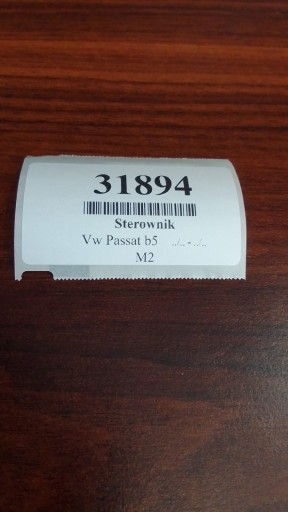 31894
Sterownik
Vw Passat b5 ../.. - ../..
M2